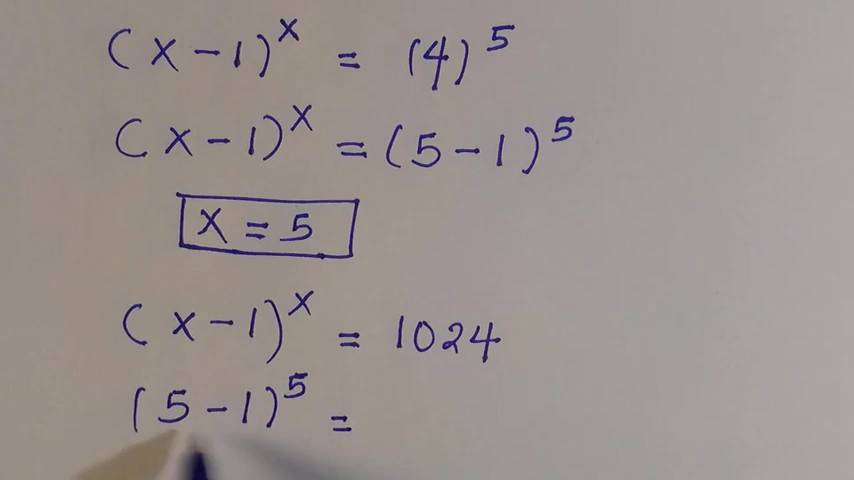 (x-1)^x = (4)^5
(x-1)^x = (5-1)^5
x = 5
(x-1)^x = 1024
(5-1)^5 =